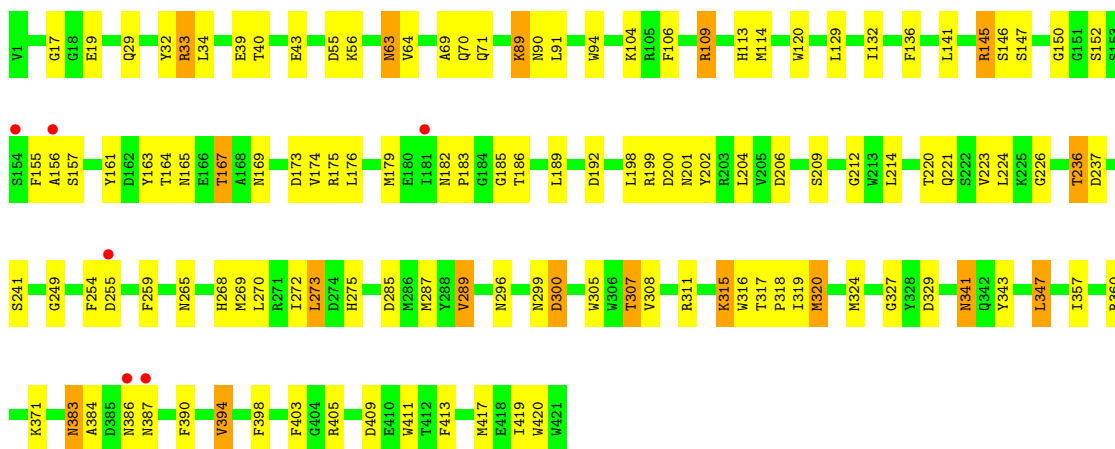 V1 G17 G18 E19 Q29 Y32 R33 L34 E39 T40 E43 D55 K56 N63 V64 A69 Q70 Q71 K89 N90 L91 W94 K104 R105 F106 R109 H113 M114 W120 L129 I132 F136 L141 R145 S146 S147 G150 G151 S152 S153
S154 F155 A156 S157 Y161 D162 Y163 T164 N165 E166 T167 A168 N169 D173 V174 L176 M179 E180 I181 N182 P183 G184 G185 T186 L189 D192 L198 R199 D200 N201 Y202 R203 L204 V205 D206 S209 G212 W213 L214 T220 Q221 S222 V223 L224 K225 G226 T236 D237
S241 G249 F254 D255 F259 N265 H268 M269 L270 R271 I272 L273 D274 H275 D285 M286 M287 Y288 V289 N296 N299 D300 W305 W306 T307 V308 R311 K315 W316 T317 P318 I319 M320 M324 G327 Y328 D329 N341 Q342 Y343 L347 I357
K371 N383 A384 D385 N386 N387 F390 V394 F398 F403 G404 R405 D409 E410 W411 T412 F413 M417 E418 I419 W420 W421